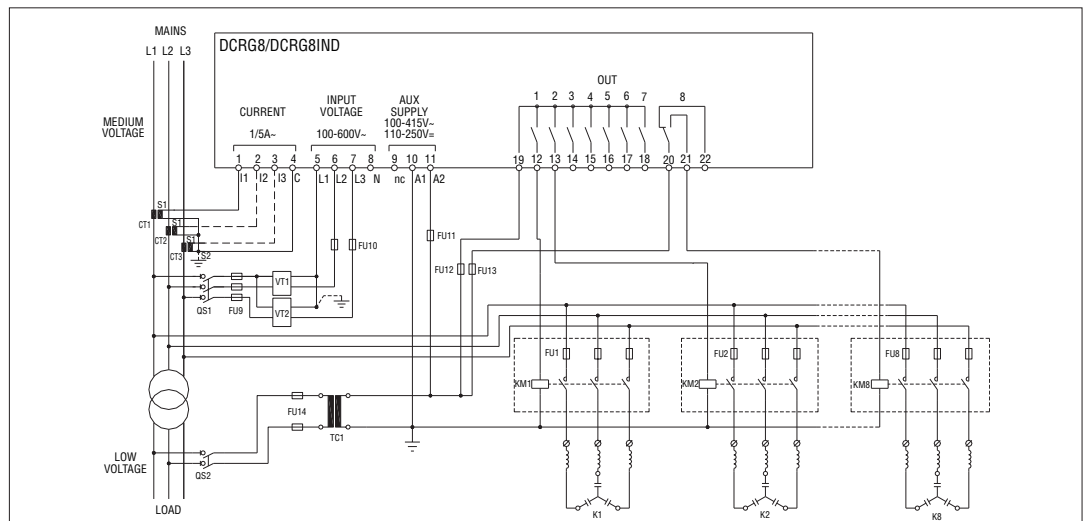 MAINS
L1 L2 L3
DCRG8/DCRG8IND
MEDIUM
VOLTAGE
CURRENT
1/5A~
INPUT
VOLTAGE
100-600V~
AUX
SUPPLY
100-415V~
110-250V=
OUT
1 2 3 4 5 6 7 8
1 2 3 4 5 6 7 8 9 10 11 19 12 13 14 15 16 17 18 20 21 22
I1 I2 I3 C L1 L2 L3 N nc A1 A2
S1
CT1
S1
CT2
S1
CT3
S2
FU11
FU10
FU12
FU13
VT1
QS1
FU9
VT2
FU1
FU2
FU8
KM1
KM2
KM8
FU14
TC1
LOW
VOLTAGE
QS2
LOAD
K1
K2
K8